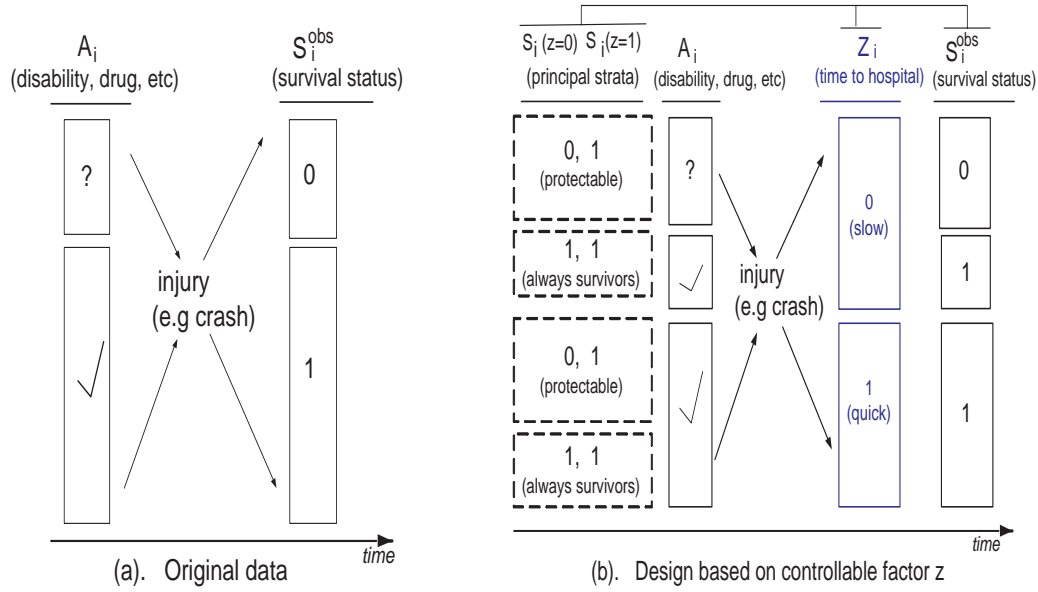 A_i
(disability, drug, etc)
S_i^obs
(survival status)
?
0
injury
(e.g crash)
1
time
(a). Original data
S_i(z=0) S_i(z=1)
(principal strata)
A_i
(disability, drug, etc)
Z_i
(time to hospital)
S_i^obs
(survival status)
0, 1
(protectable)
?
0
(slow)
0
1, 1
(always survivors)
1
injury
(e.g crash)
0, 1
(protectable)
1
(quick)
1
1, 1
(always survivors)
time
(b). Design based on controllable factor z